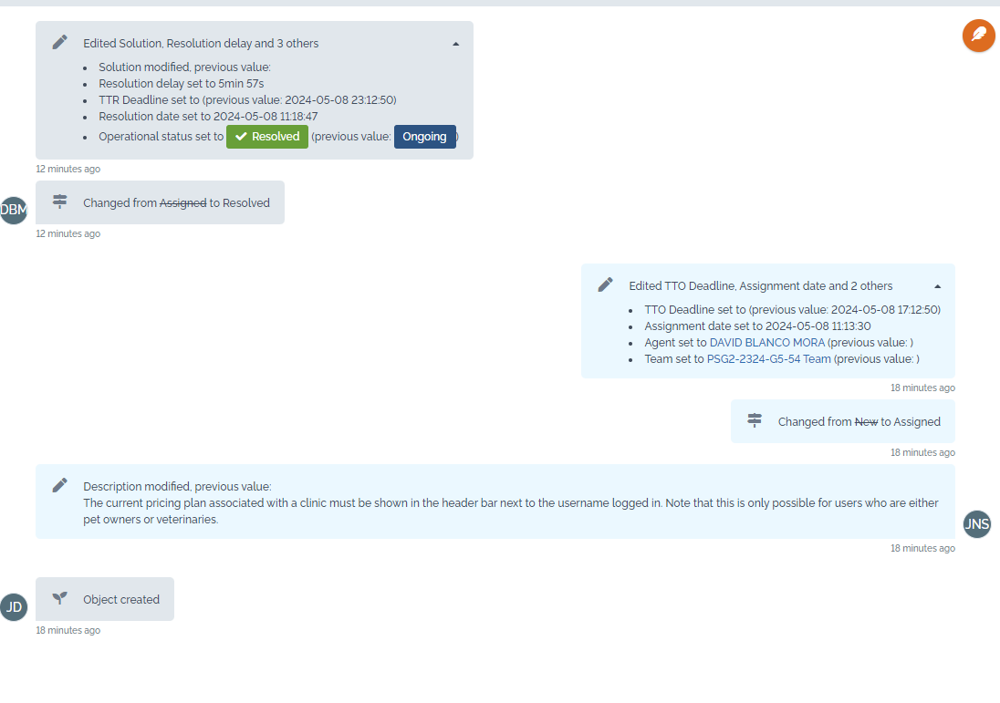 Edited Solution, Resolution delay and 3 others
Solution modified, previous value:
Resolution delay set to 5min 57s
TTR Deadline set to (previous value: 2024-05-08 23:12:50)
Resolution date set to 2024-05-08 11:18:47
Operational status set to Resolved (previous value: Ongoing)
12 minutes ago
DBM
Changed from Assigned to Resolved
12 minutes ago
Edited TTO Deadline, Assignment date and 2 others
TTO Deadline set to (previous value: 2024-05-08 17:12:50)
Assignment date set to 2024-05-08 11:13:30
Agent set to DAVID BLANCO MORA (previous value: )
Team set to PSG2-2324-G5-54 Team (previous value: )
18 minutes ago
Changed from New to Assigned
18 minutes ago
Description modified, previous value:
The current pricing plan associated with a clinic must be shown in the header bar next to the username logged in. Note that this is only possible for users who are either
pet owners or veterinaries.
JNS
18 minutes ago
JD
Object created
18 minutes ago